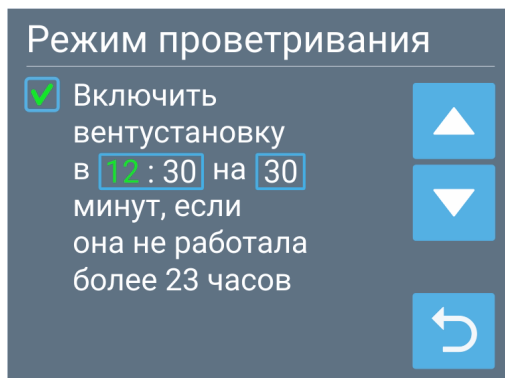 Режим проветривания
Включить
вентустановку
в 12 : 30 на 30
минут, если
она не работала
более 23 часов